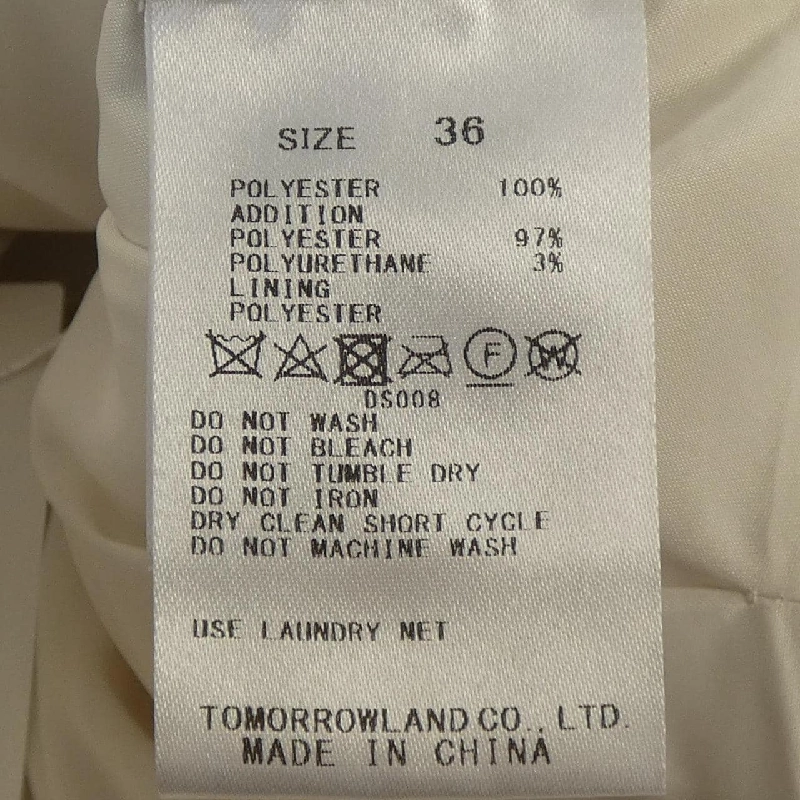 SIZE 36
POLYESTER 100%
ADDITION
POLYESTER 97%
POLYURETHANE 3%
LINING
POLYESTER
F
W
DS008
DO NOT WASH
DO NOT BLEACH
DO NOT TUMBLE DRY
DO NOT IRON
DRY CLEAN SHORT CYCLE
DO NOT MACHINE WASH
USE LAUNDRY NET
TOMORROWLAND CO., LTD.
MADE IN CHINA